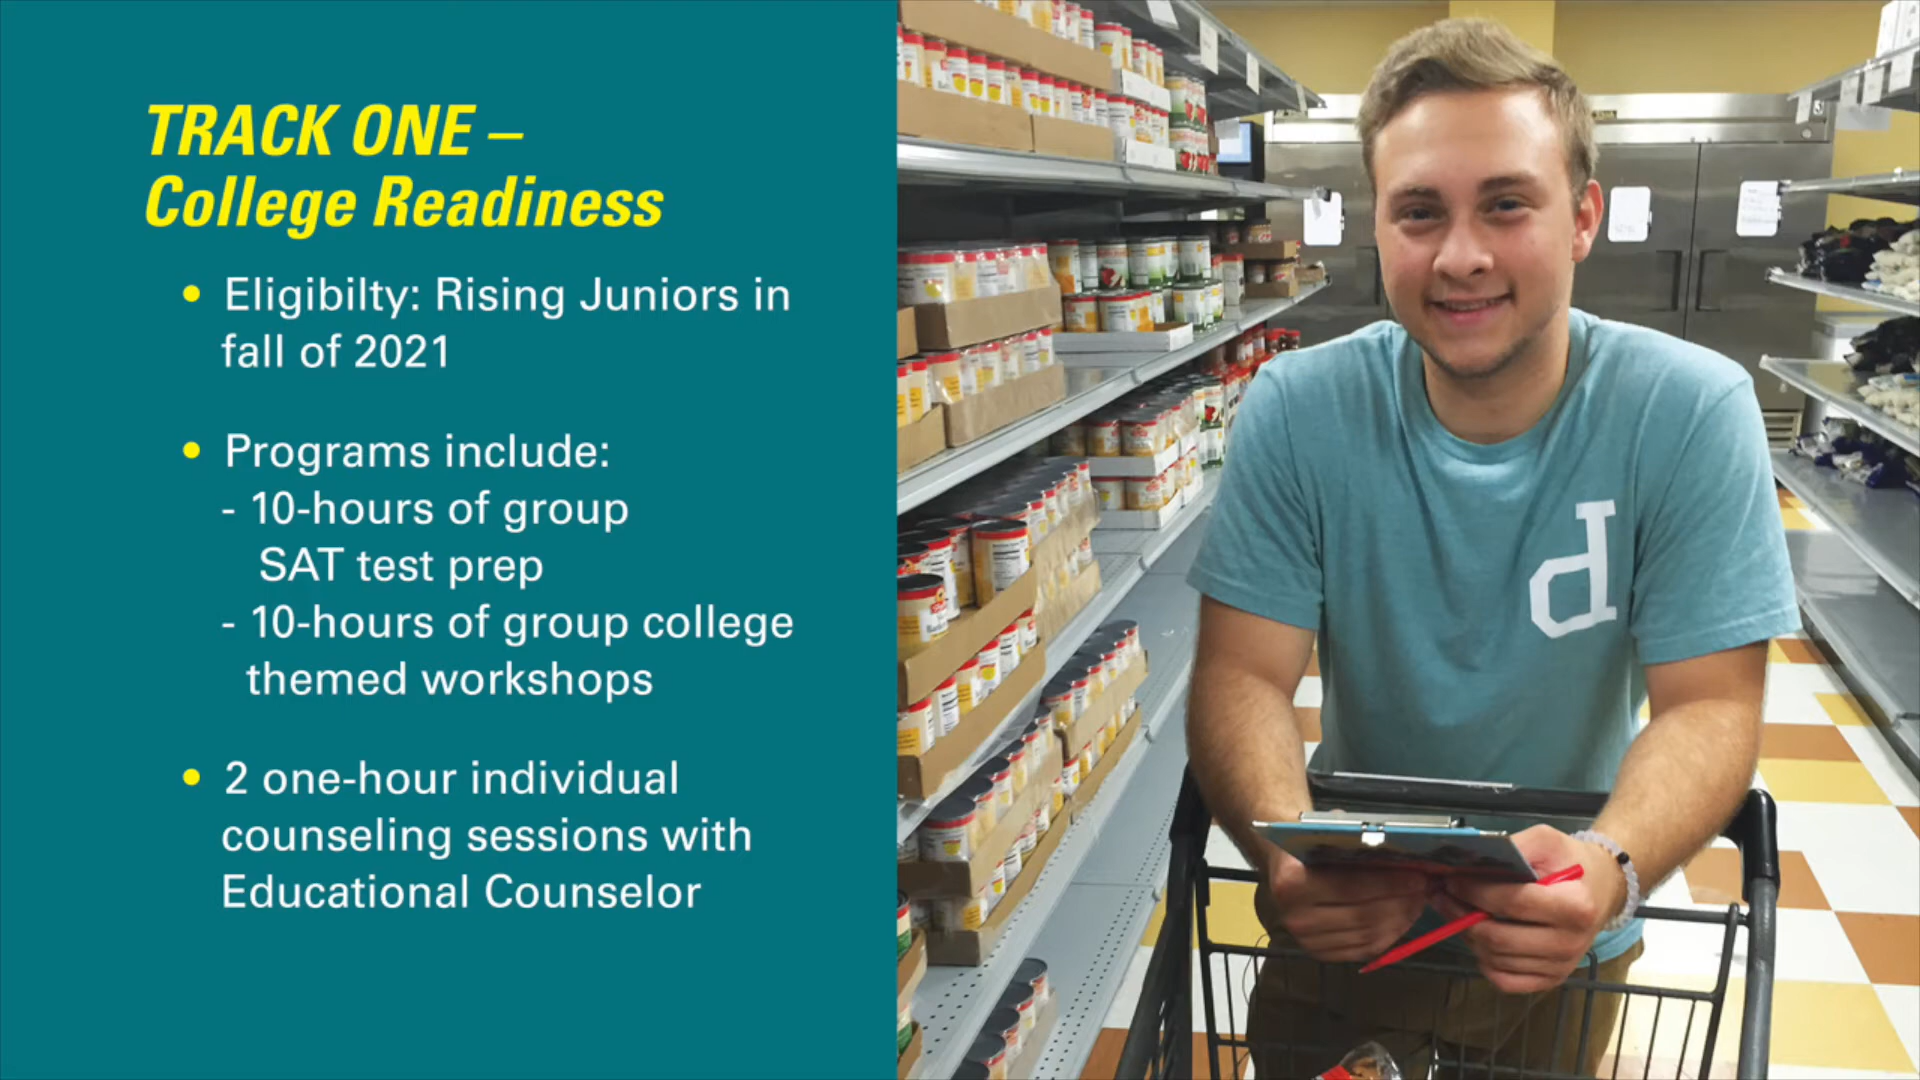 TRACK ONE –
College Readiness
• Eligibilty: Rising Juniors in
fall of 2021
• Programs include:
- 10-hours of group
SAT test prep
- 10-hours of group college
themed workshops
• 2 one-hour individual
counseling sessions with
Educational Counselor
d